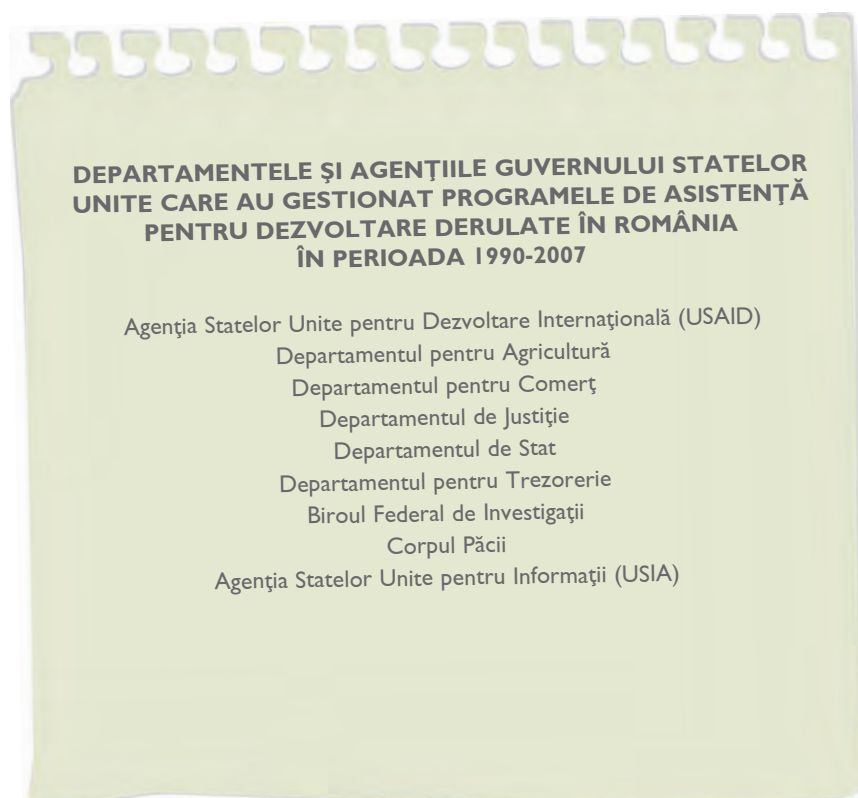 DEPARTAMENTELE ŞI AGENŢIILE GUVERNULUI STATELOR
UNITE CARE AU GESTIONAT PROGRAMELE DE ASISTENŢĂ
PENTRU DEZVOLTARE DERULATE ÎN ROMÂNIA
ÎN PERIOADA 1990-2007
Agenţia Statelor Unite pentru Dezvoltare Internaţională (USAID)
Departamentul pentru Agricultură
Departamentul pentru Comerţ
Departamentul de Justiţie
Departamentul de Stat
Departamentul pentru Trezorerie
Biroul Federal de Investigaţii
Corpul Păcii
Agenţia Statelor Unite pentru Informaţii (USIA)